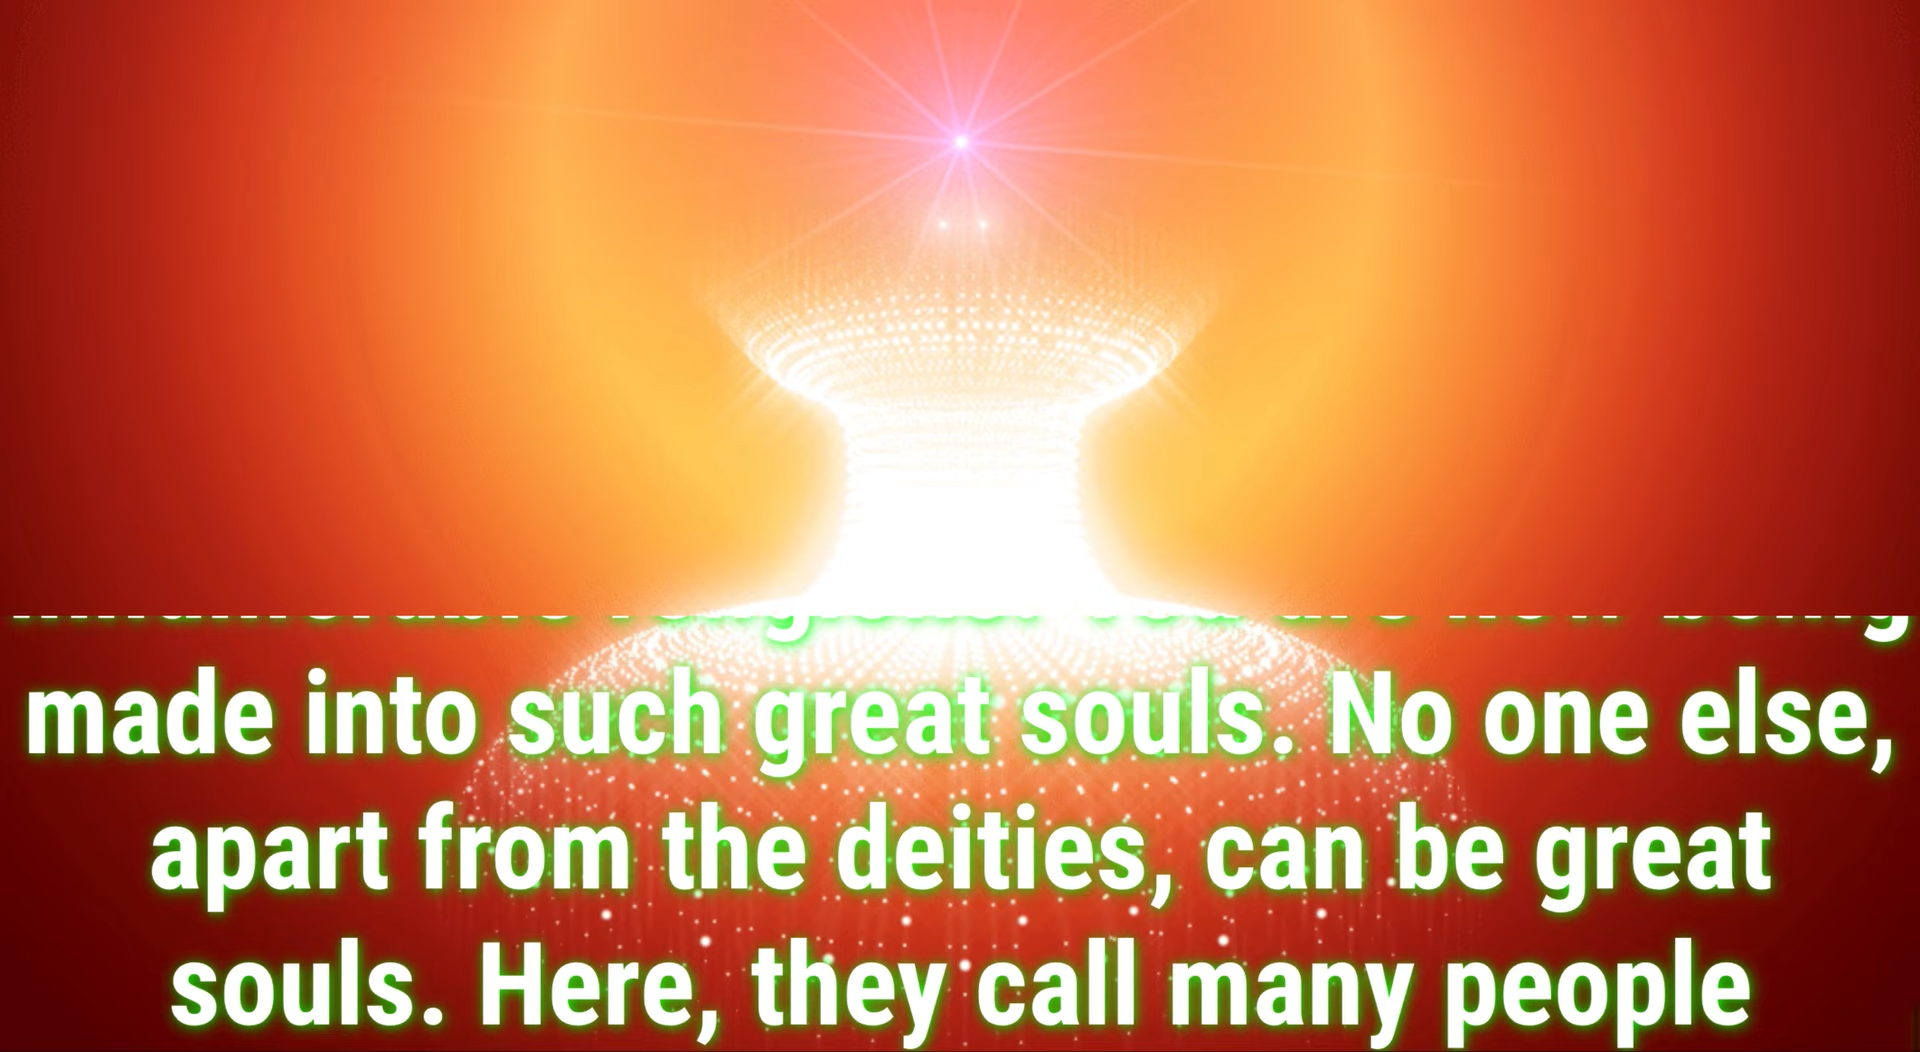 made into such great souls. No one else,
apart from the deities, can be great
souls. Here, they call many people